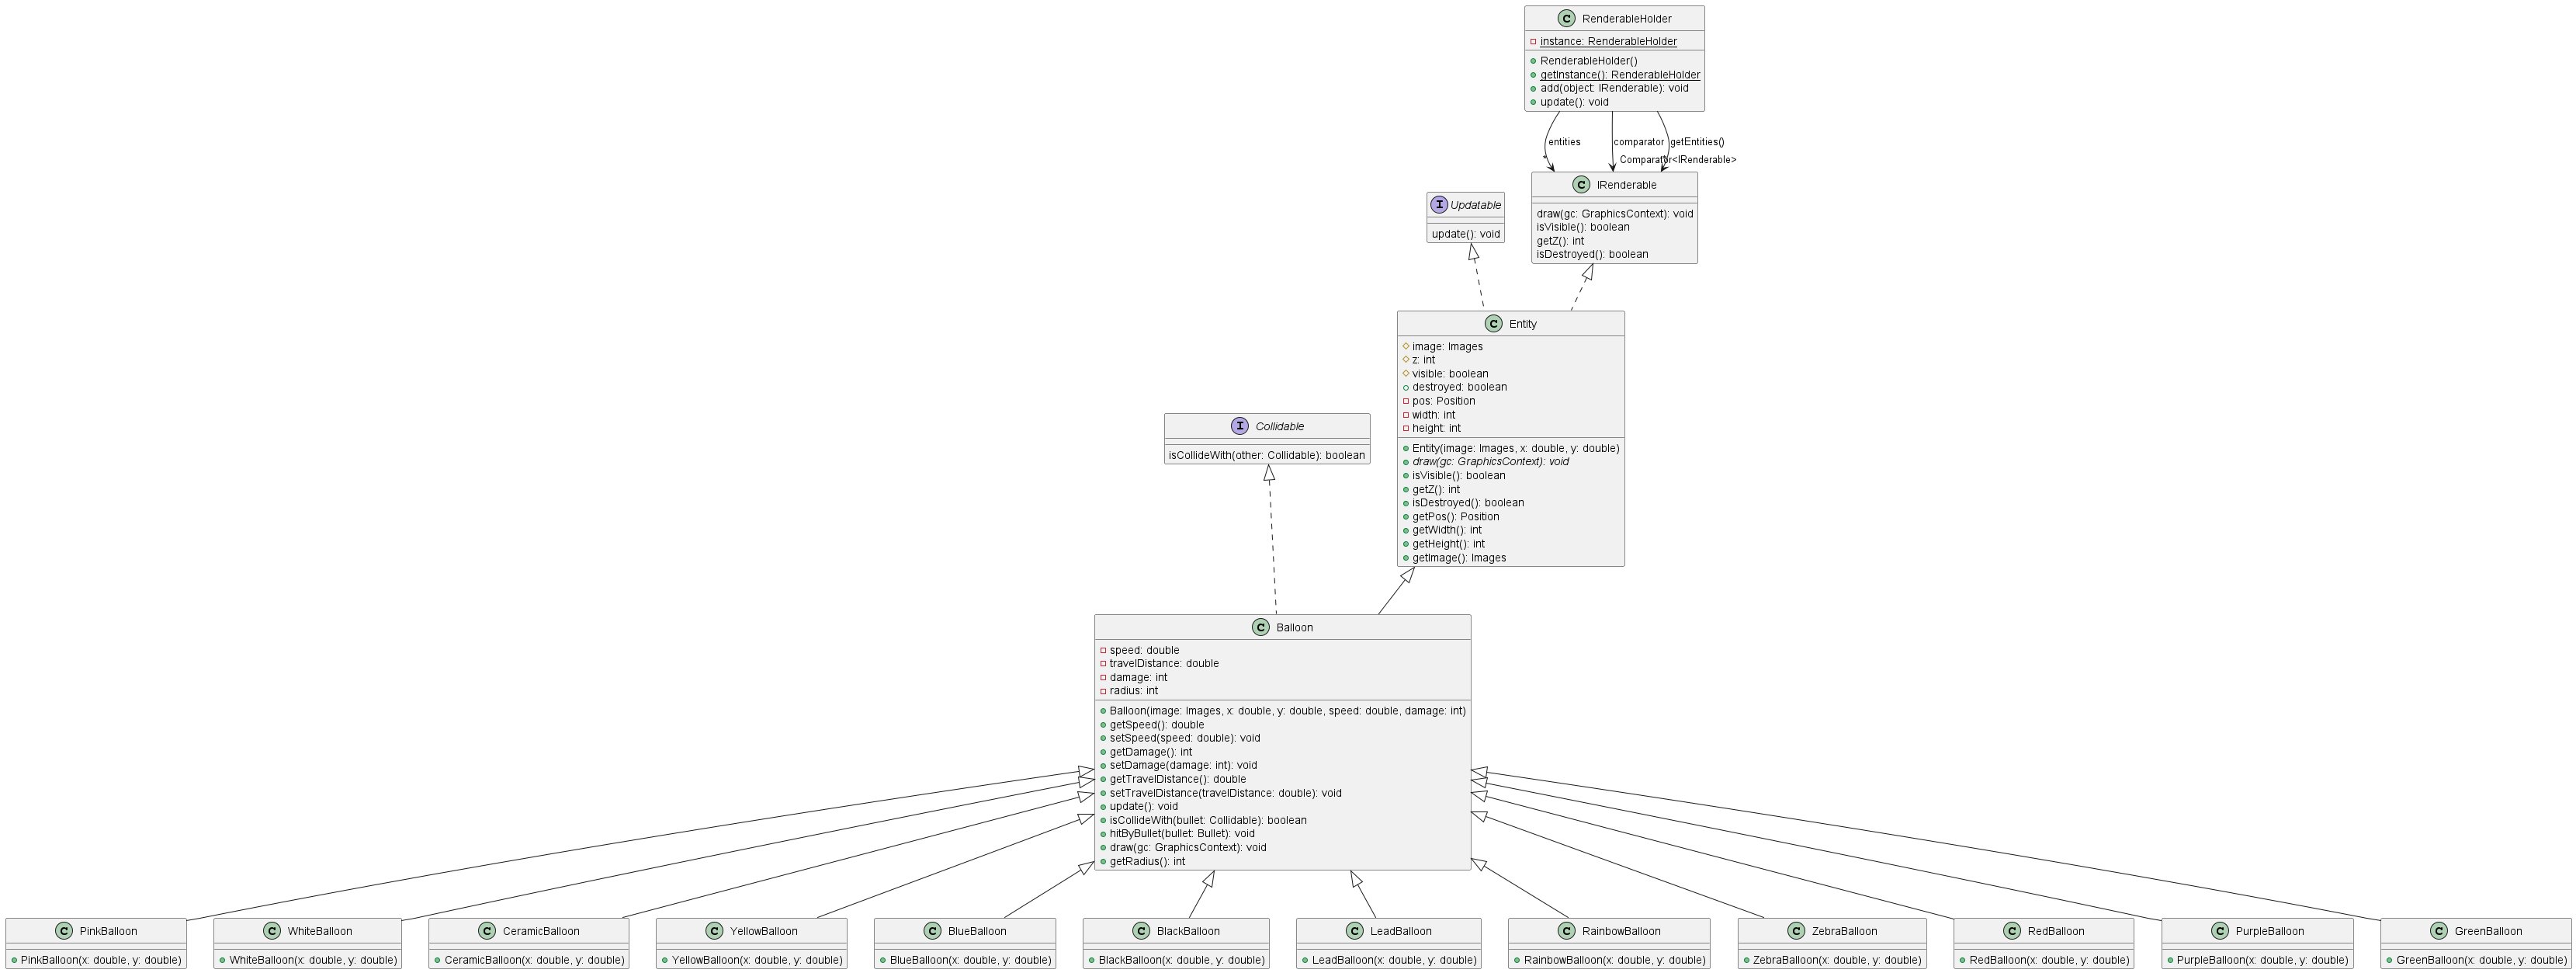 RenderableHolder
instance: RenderableHolder
RenderableHolder()
getInstance(): RenderableHolder
add(object: IRenderable): void
update(): void
entities
comparator
getEntities()
*
Comparator<IRenderable>
IRenderable
draw(gc: GraphicsContext): void
isVisible(): boolean
getZ(): int
isDestroyed(): boolean
Updatable
update(): void
Entity
image: Images
z: int
visible: boolean
destroyed: boolean
pos: Position
width: int
height: int
Entity(image: Images, x: double, y: double)
draw(gc: GraphicsContext): void
isVisible(): boolean
getZ(): int
isDestroyed(): boolean
getPos(): Position
getWidth(): int
getHeight(): int
getImage(): Images
Collidable
isCollideWith(other: Collidable): boolean
Balloon
speed: double
travelDistance: double
damage: int
radius: int
Balloon(image: Images, x: double, y: double, speed: double, damage: int)
getSpeed(): double
setSpeed(speed: double): void
getDamage(): int
setDamage(damage: int): void
getTravelDistance(): double
setTravelDistance(travelDistance: double): void
update(): void
isCollideWith(bullet: Collidable): boolean
hitByBullet(bullet: Bullet): void
draw(gc: GraphicsContext): void
getRadius(): int
PinkBalloon
PinkBalloon(x: double, y: double)
WhiteBalloon
WhiteBalloon(x: double, y: double)
CeramicBalloon
CeramicBalloon(x: double, y: double)
YellowBalloon
YellowBalloon(x: double, y: double)
BlueBalloon
BlueBalloon(x: double, y: double)
BlackBalloon
BlackBalloon(x: double, y: double)
LeadBalloon
LeadBalloon(x: double, y: double)
RainbowBalloon
RainbowBalloon(x: double, y: double)
ZebraBalloon
ZebraBalloon(x: double, y: double)
RedBalloon
RedBalloon(x: double, y: double)
PurpleBalloon
PurpleBalloon(x: double, y: double)
GreenBalloon
GreenBalloon(x: double, y: double)